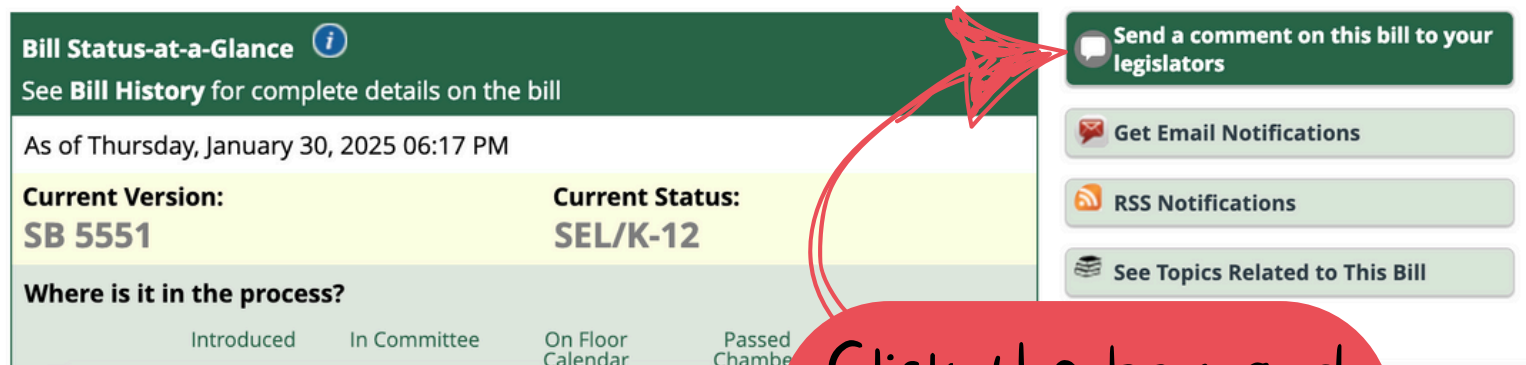 Bill Status-at-a-Glance
See Bill History for complete details on the bill
As of Thursday, January 30, 2025 06:17 PM
Current Version:
SB 5551
Current Status:
SEL/K-12
Where is it in the process?
Introduced
In Committee
On Floor
Calendar
Passed
Send a comment on this bill to your
legislators
Get Email Notifications
RSS Notifications
See Topics Related to This Bill